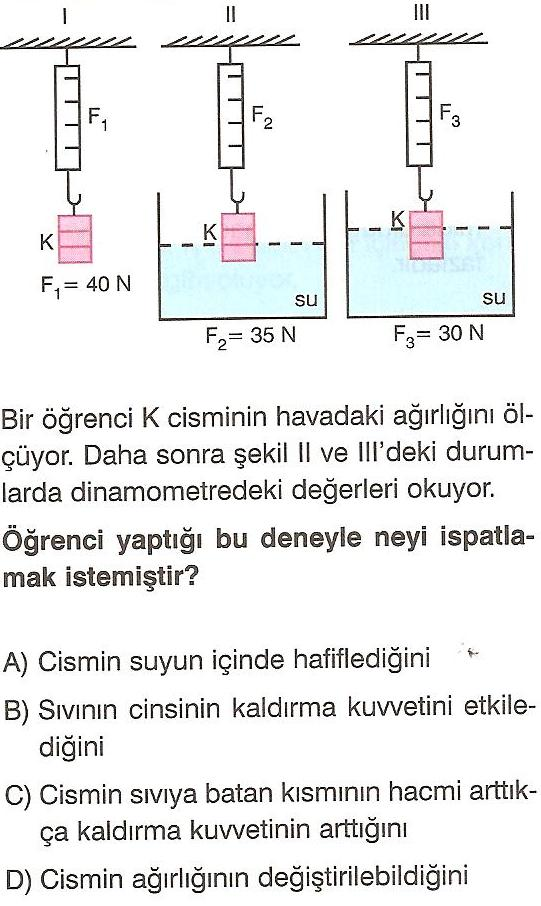 I II III
F₁ F₂ F₃
K K K
su su
F₁= 40 N F₂= 35 N F₃= 30 N
Bir öğrenci K cisminin havadaki ağırlığını öl-
çüyor. Daha sonra şekil II ve III'deki durum-
larda dinamometredeki değerleri okuyor.
Öğrenci yaptığı bu deneyle neyi ispatla-
mak istemiştir?
A) Cismin suyun içinde hafiflediğini
B) Sıvının cinsinin kaldırma kuvvetini etkile-
diğini
C) Cismin sıvıya batan kısmının hacmi arttık-
ça kaldırma kuvvetinin arttığını
D) Cismin ağırlığının değiştirilebildiğini